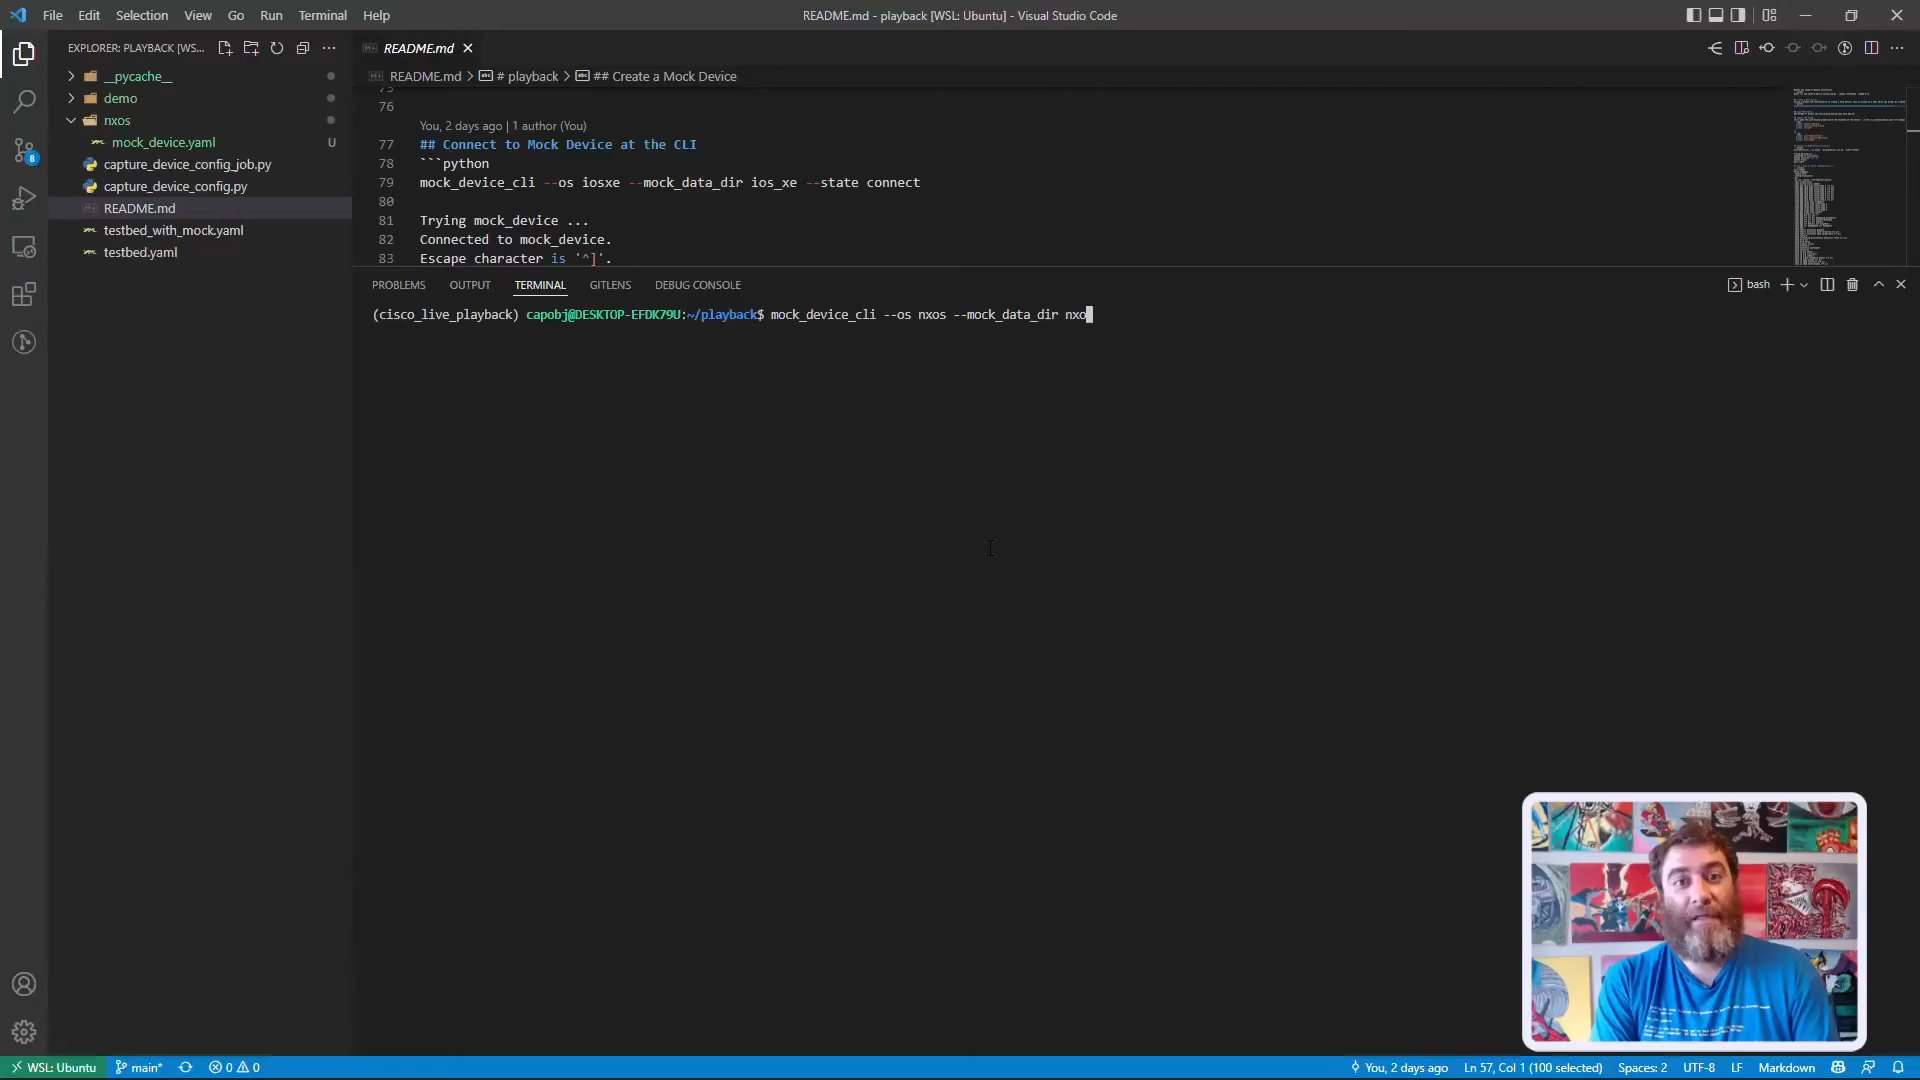 File Edit Selection View Go Run Terminal Help
README.md - playback [WSL: Ubuntu] - Visual Studio Code
EXPLORER: PLAYBACK [WS...
__pycache__
demo
nxos
mock_device.yaml U
capture_device_config_job.py
capture_device_config.py
README.md
testbed_with_mock.yaml
testbed.yaml
README.md
README.md > # playback > ## Create a Mock Device
75
76
You, 2 days ago | 1 author (You)
77 ## Connect to Mock Device at the CLI
78 ```python
79 mock_device_cli --os iosxe --mock_data_dir ios_xe --state connect
80
81 Trying mock_device ...
82 Connected to mock_device.
83 Escape character is '^]'.
PROBLEMS OUTPUT TERMINAL GITLENS DEBUG CONSOLE
bash
(cisco_live_playback) capobj@DESKTOP-EFDK79U:~/playback$ mock_device_cli --os nxos --mock_data_dir nxo
8
WSL: Ubuntu main* 0 0
You, 2 days ago Ln 57, Col 1 (100 selected) Spaces: 2 UTF-8 LF Markdown